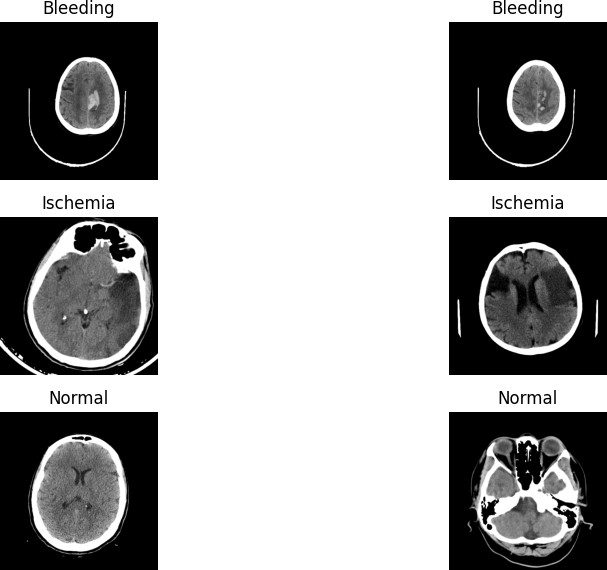 Bleeding
Bleeding
Ischemia
Ischemia
Normal
Normal